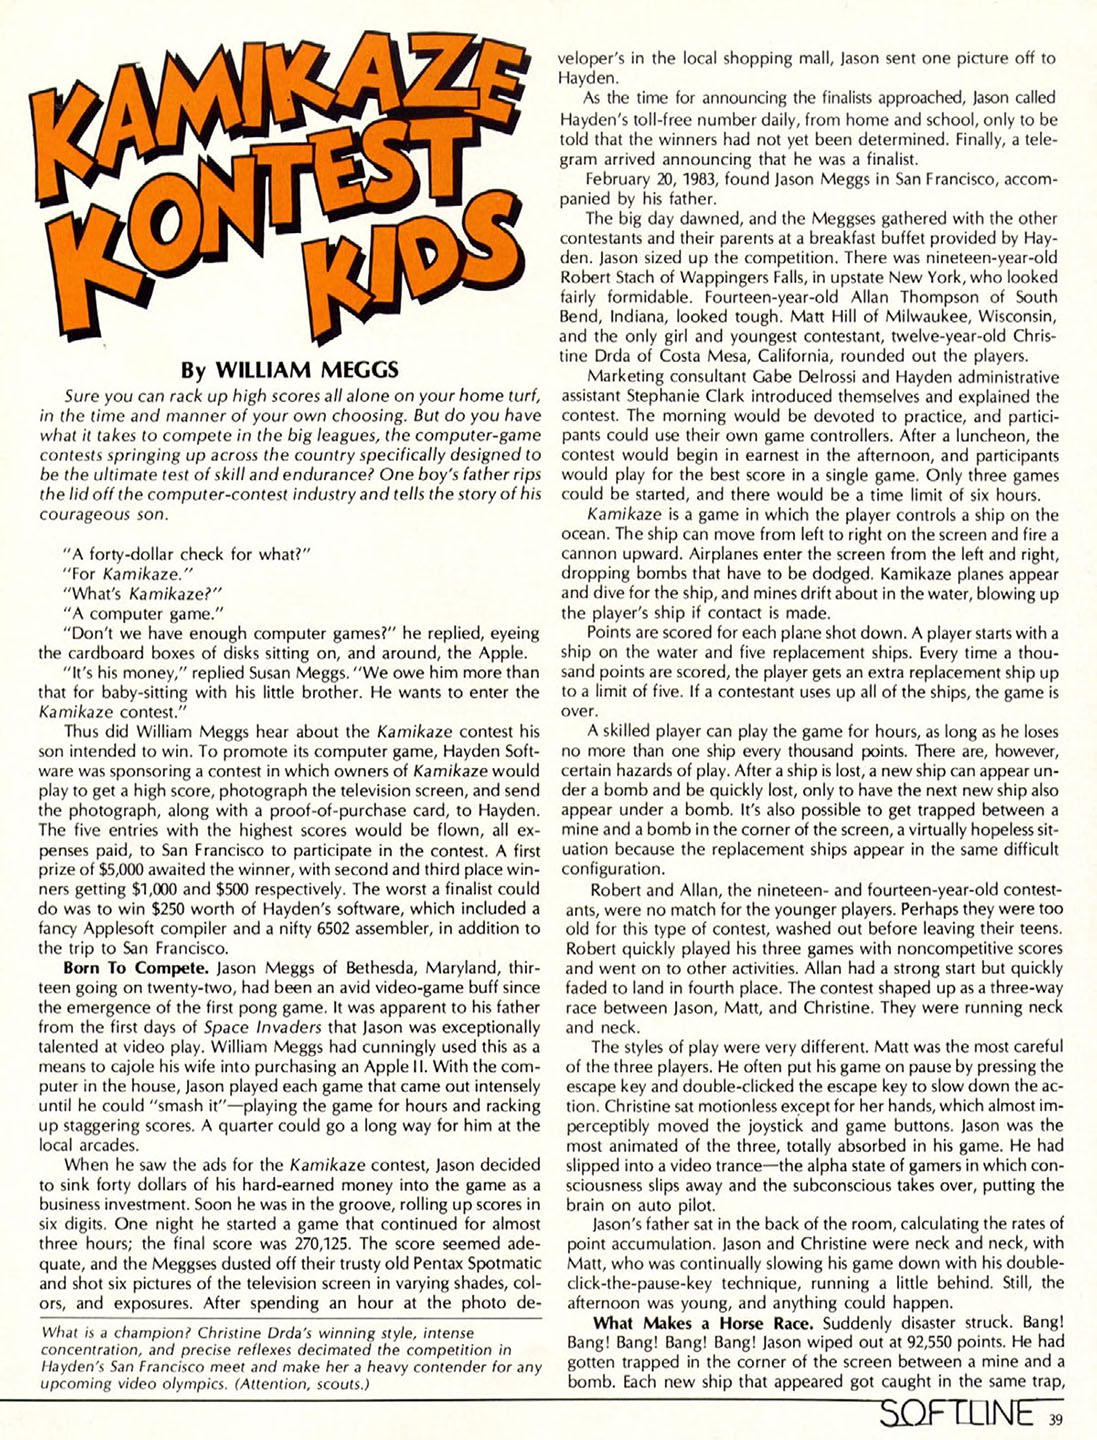 KAMIKAZE
KONTEST
KIDS
By WILLIAM MEGGS
Sure you can rack up high scores all alone on your home turf,
in the time and manner of your own choosing. But do you have
what it takes to compete in the big leagues, the computer-game
contests springing up across the country specifically designed to
be the ultimate test of skill and endurance? One boy's father rips
the lid off the computer-contest industry and tells the story of his
courageous son.
"A forty-dollar check for what?"
"For Kamikaze."
"What's Kamikaze?"
"A computer game."
"Don't we have enough computer games?" he replied, eyeing
the cardboard boxes of disks sitting on, and around, the Apple.
"It's his money," replied Susan Meggs. "We owe him more than
that for baby-sitting with his little brother. He wants to enter the
Kamikaze contest."
Thus did William Meggs hear about the Kamikaze contest his
son intended to win. To promote its computer game, Hayden Soft-
ware was sponsoring a contest in which owners of Kamikaze would
play to get a high score, photograph the television screen, and send
the photograph, along with a proof-of-purchase card, to Hayden.
The five entries with the highest scores would be flown, all ex-
penses paid, to San Francisco to participate in the contest. A first
prize of $5,000 awaited the winner, with second and third place win-
ners getting $1,000 and $500 respectively. The worst a finalist could
do was to win $250 worth of Hayden's software, which included a
fancy Applesoft compiler and a nifty 6502 assembler, in addition to
the trip to San Francisco.
Born To Compete. Jason Meggs of Bethesda, Maryland, thir-
teen going on twenty-two, had been an avid video-game buff since
the emergence of the first pong game. It was apparent to his father
from the first days of Space Invaders that Jason was exceptionally
talented at video play. William Meggs had cunningly used this as a
means to cajole his wife into purchasing an Apple II. With the com-
puter in the house, Jason played each game that came out intensely
until he could "smash it"—playing the game for hours and racking
up staggering scores. A quarter could go a long way for him at the
local arcades.
When he saw the ads for the Kamikaze contest, Jason decided
to sink forty dollars of his hard-earned money into the game as a
business investment. Soon he was in the groove, rolling up scores in
six digits. One night he started a game that continued for almost
three hours; the final score was 270,125. The score seemed ade-
quate, and the Meggses dusted off their trusty old Pentax Spotmatic
and shot six pictures of the television screen in varying shades, col-
ors, and exposures. After spending an hour at the photo de-
What is a champion? Christine Drda's winning style, intense
concentration, and precise reflexes decimated the competition in
Hayden's San Francisco meet and make her a heavy contender for any
upcoming video olympics. (Attention, scouts.)
veloper's in the local shopping mall, Jason sent one picture off to
Hayden.
As the time for announcing the finalists approached, Jason called
Hayden's toll-free number daily, from home and school, only to be
told that the winners had not yet been determined. Finally, a tele-
gram arrived announcing that he was a finalist.
February 20, 1983, found Jason Meggs in San Francisco, accom-
panied by his father.
The big day dawned, and the Meggses gathered with the other
contestants and their parents at a breakfast buffet provided by Hay-
den. Jason sized up the competition. There was nineteen-year-old
Robert Stach of Wappingers Falls, in upstate New York, who looked
fairly formidable. Fourteen-year-old Allan Thompson of South
Bend, Indiana, looked tough. Matt Hill of Milwaukee, Wisconsin,
and the only girl and youngest contestant, twelve-year-old Chris-
tine Drda of Costa Mesa, California, rounded out the players.
Marketing consultant Gabe Delrossi and Hayden administrative
assistant Stephanie Clark introduced themselves and explained the
contest. The morning would be devoted to practice, and partici-
pants could use their own game controllers. After a luncheon, the
contest would begin in earnest in the afternoon, and participants
would play for the best score in a single game. Only three games
could be started, and there would be a time limit of six hours.
Kamikaze is a game in which the player controls a ship on the
ocean. The ship can move from left to right on the screen and fire a
cannon upward. Airplanes enter the screen from the left and right,
dropping bombs that have to be dodged. Kamikaze planes appear
and dive for the ship, and mines drift about in the water, blowing up
the player's ship if contact is made.
Points are scored for each plane shot down. A player starts with a
ship on the water and five replacement ships. Every time a thou-
sand points are scored, the player gets an extra replacement ship up
to a limit of five. If a contestant uses up all of the ships, the game is
over.
A skilled player can play the game for hours, as long as he loses
no more than one ship every thousand points. There are, however,
certain hazards of play. After a ship is lost, a new ship can appear un-
der a bomb and be quickly lost, only to have the next new ship also
appear under a bomb. It's also possible to get trapped between a
mine and a bomb in the corner of the screen, a virtually hopeless sit-
uation because the replacement ships appear in the same difficult
configuration.
Robert and Allan, the nineteen- and fourteen-year-old contest-
ants, were no match for the younger players. Perhaps they were too
old for this type of contest, washed out before leaving their teens.
Robert quickly played his three games with noncompetitive scores
and went on to other activities. Allan had a strong start but quickly
faded to land in fourth place. The contest shaped up as a three-way
race between Jason, Matt, and Christine. They were running neck
and neck.
The styles of play were very different. Matt was the most careful
of the three players. He often put his game on pause by pressing the
escape key and double-clicked the escape key to slow down the ac-
tion. Christine sat motionless except for her hands, which almost im-
perceptibly moved the joystick and game buttons. Jason was the
most animated of the three, totally absorbed in his game. He had
slipped into a video trance—the alpha state of gamers in which con-
sciousness slips away and the subconscious takes over, putting the
brain on auto pilot.
Jason's father sat in the back of the room, calculating the rates of
point accumulation. Jason and Christine were neck and neck, with
Matt, who was continually slowing his game down with his double-
click-the-pause-key technique, running a little behind. Still, the
afternoon was young, and anything could happen.
What Makes a Horse Race. Suddenly disaster struck. Bang!
Bang! Bang! Bang! Bang! Jason wiped out at 92,550 points. He had
gotten trapped in the corner of the screen between a mine and a
bomb. Each new ship that appeared got caught in the same trap,
SOFTLINE 39